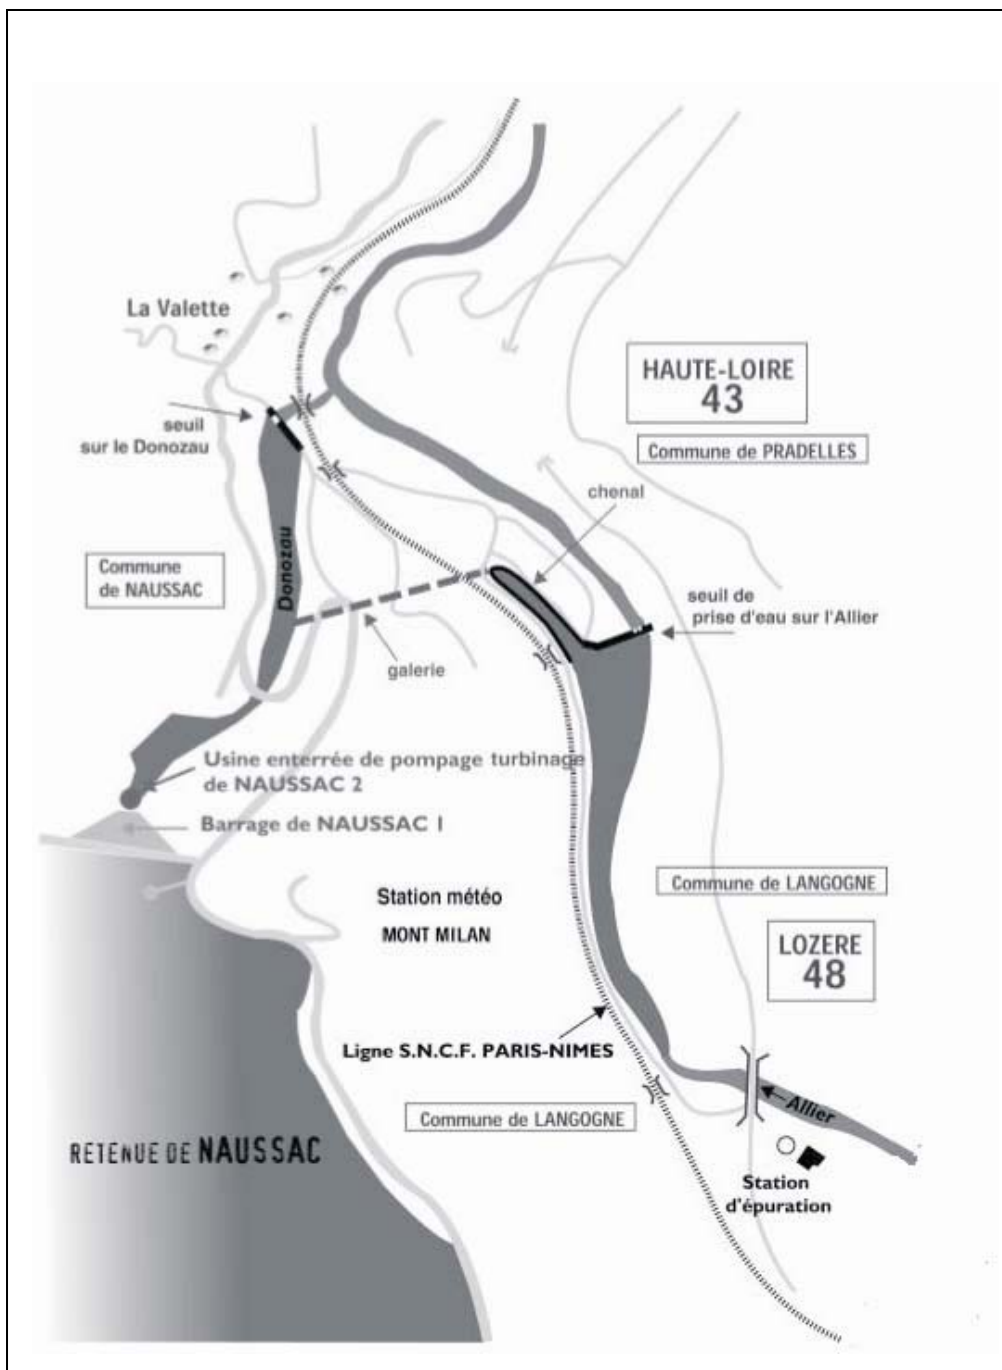 La Valette
HAUTE-LOIRE
43
seuil
sur le Donozau
Commune de PRADELLES
chenal
Donozau
Commune
de NAUSSAC
seuil de
prise d'eau sur l'Allier
galerie
Usine enterrée de pompage turbinage
de NAUSSAC 2
Barrage de NAUSSAC I
Commune de LANGOGNE
Station météo
MONT MILAN
LOZERE
48
Ligne S.N.C.F. PARIS-NIMES
Allier
Commune de LANGOGNE
RETENUE DE NAUSSAC
Station
d'épuration